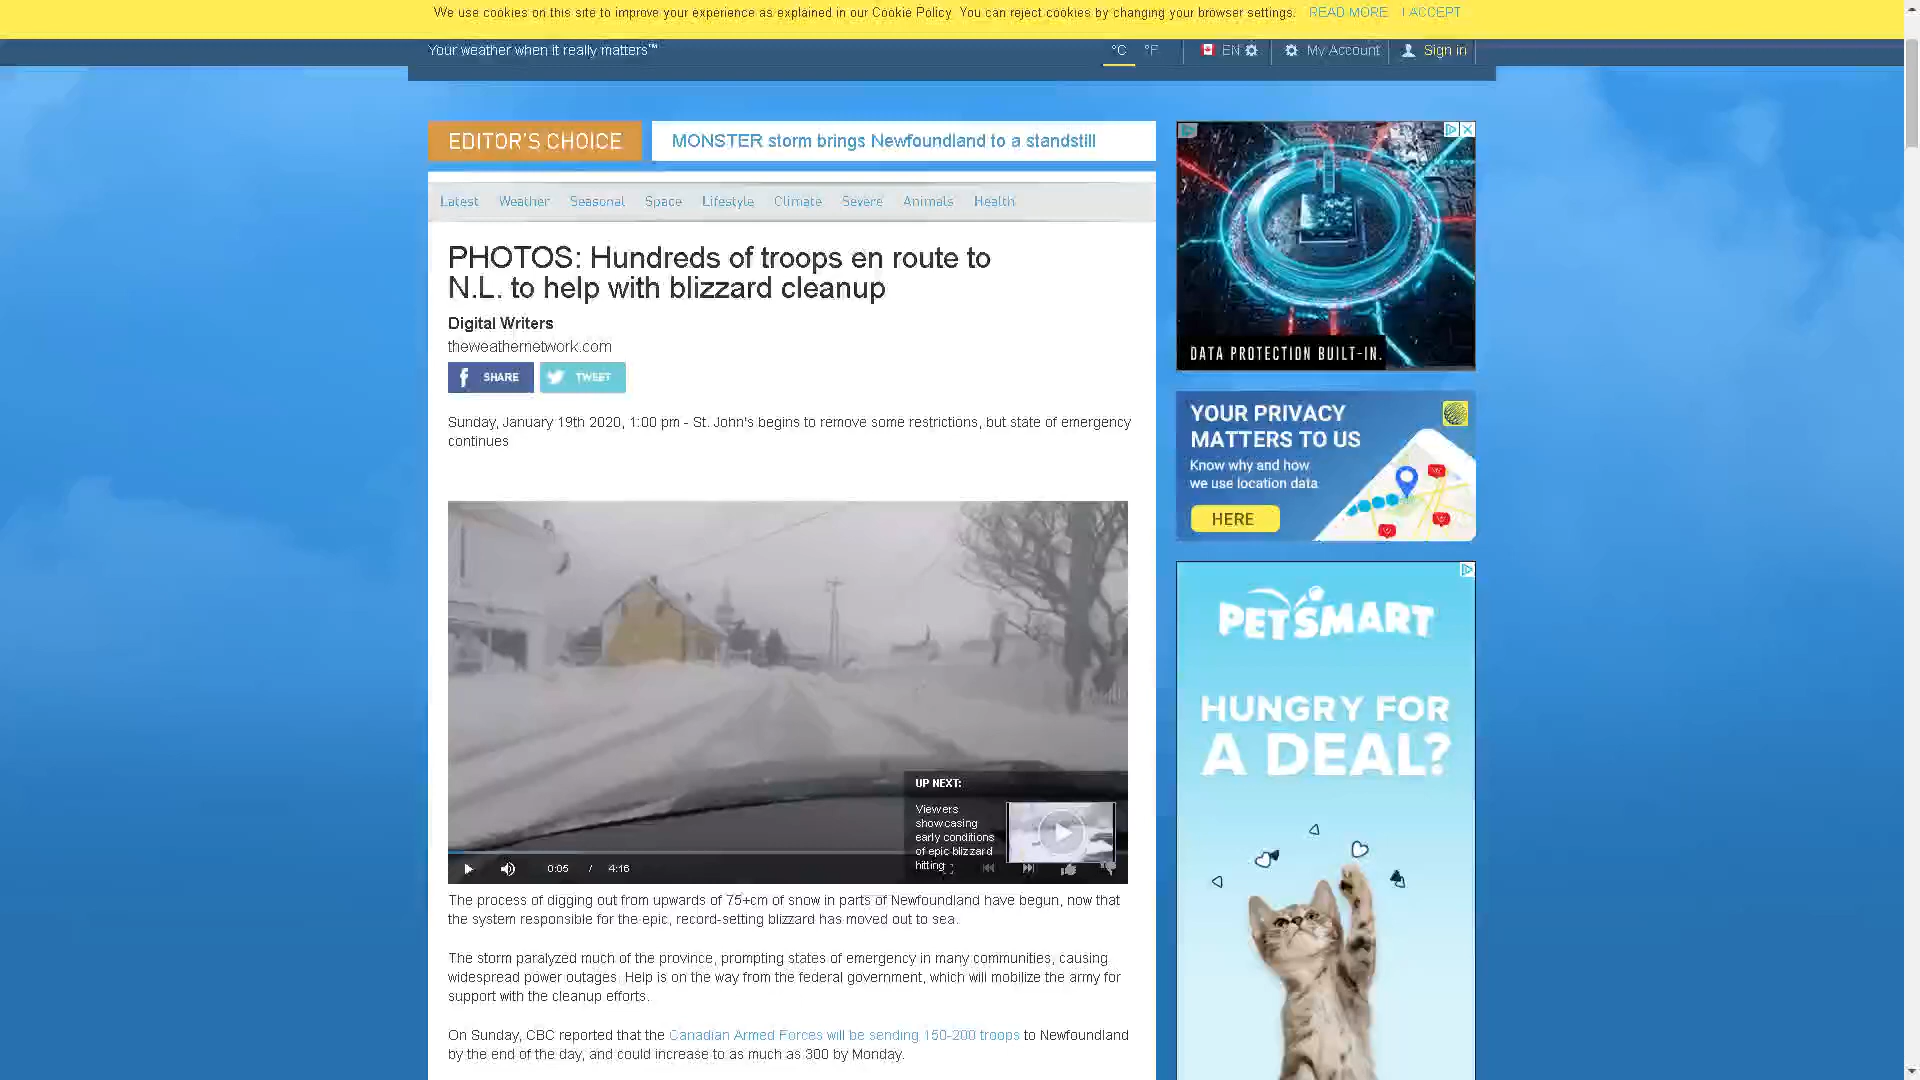 We use cookies on this site to improve your experience as explained in our Cookie Policy. You can reject cookies by changing your browser settings. READ MORE I ACCEPT
Your weather when it really matters™
°C °F EN My Account Sign in
EDITOR'S CHOICE MONSTER storm brings Newfoundland to a standstill
Latest Weather Seasonal Space Lifestyle Climate Severe Animals Health
PHOTOS: Hundreds of troops en route to
N.L. to help with blizzard cleanup
Digital Writers
theweathernetwork.com
SHARE TWEET
Sunday, January 19th 2020, 1:00 pm - St. John's begins to remove some restrictions, but state of emergency
continues
UP NEXT:
Viewers
showcasing
early conditions
of epic blizzard
hitting
0:05 / 4:16
The process of digging out from upwards of 75+cm of snow in parts of Newfoundland have begun, now that
the system responsible for the epic, record-setting blizzard has moved out to sea.
The storm paralyzed much of the province, prompting states of emergency in many communities, causing
widespread power outages. Help is on the way from the federal government, which will mobilize the army for
support with the cleanup efforts.
On Sunday, CBC reported that the Canadian Armed Forces will be sending 150-200 troops to Newfoundland
by the end of the day, and could increase to as much as 300 by Monday.
DATA PROTECTION BUILT-IN.
YOUR PRIVACY
MATTERS TO US
Know why and how
we use location data
HERE
PETSMART
HUNGRY FOR
A DEAL?